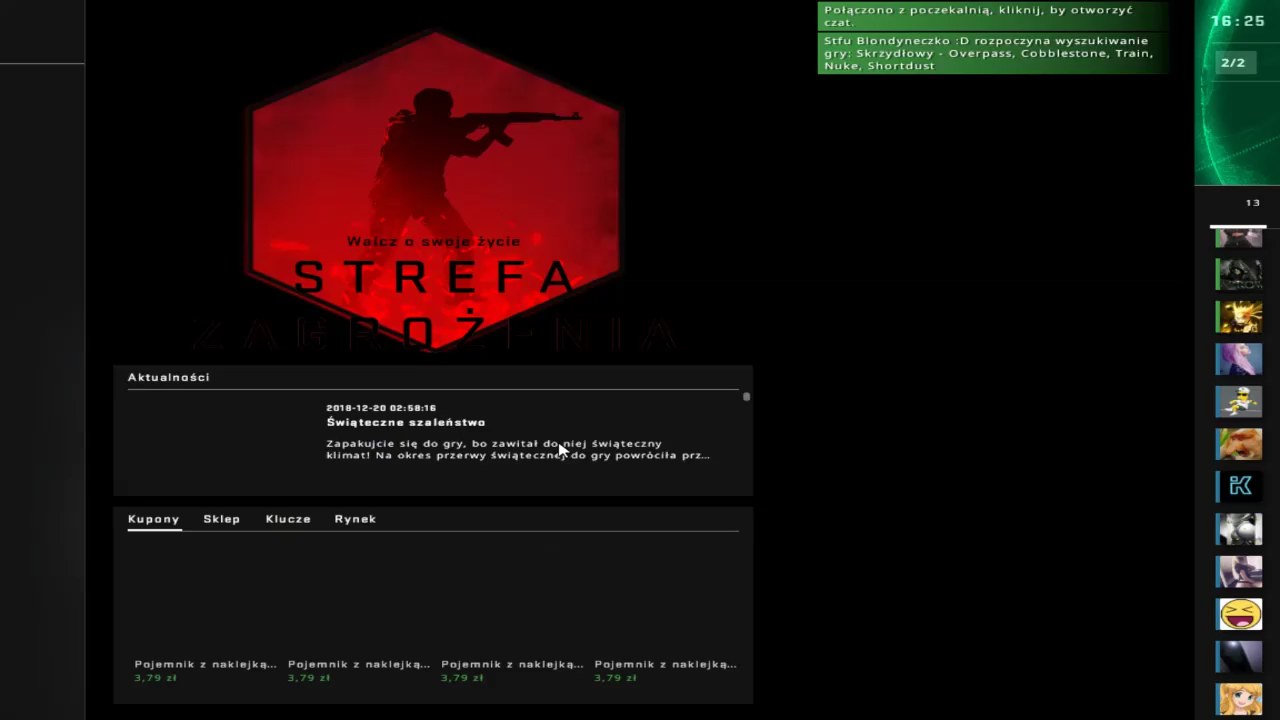 Połączono z poczekalnią, kliknij, by otworzyć
czat.
Stfu Blondyneczko :D rozpoczyna wyszukiwanie
gry: Skrzydłowy - Overpass, Cobblestone, Train,
Nuke, Shortdust
16:25
2/2
13
Walcz o swoje życie
STREFA
ZAGROŻENIA
Aktualności
2018-12-20 02:58:16
Świąteczne szaleństwo
Zapakujcie się do gry, bo zawitał do niej świąteczny
klimat! Na okres przerwy świątecznej do gry powróciła prz...
Kupony Sklep Klucze Rynek
Pojemnik z naklejką... Pojemnik z naklejką... Pojemnik z naklejką... Pojemnik z naklejką...
3,79 zł 3,79 zł 3,79 zł 3,79 zł